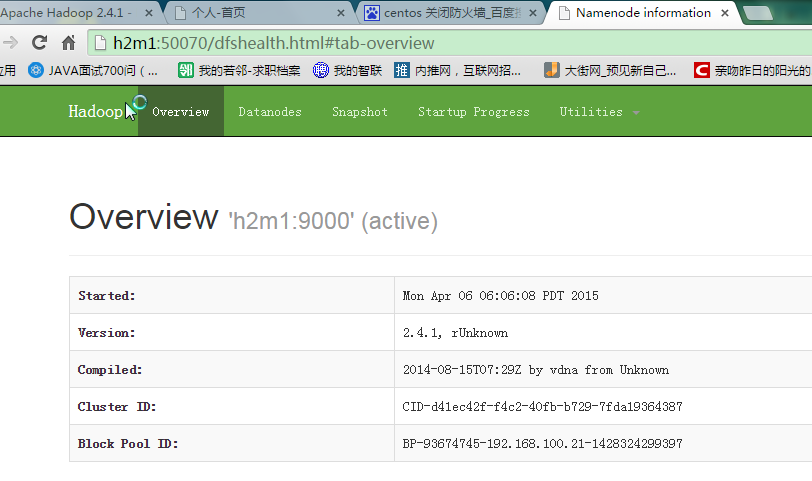 Apache Hadoop 2.4.1 -
个人-首页
centos 关闭防火墙_百度搜
Namenode information
h2m1:50070/dfshealth.html#tab-overview
应用
JAVA面试700问（ ...
我的若邻-求职档案
我的智联
内推网，互联网招...
大街网_预见新自己...
亲吻昨日的阳光的
Hadoop
Overview
Datanodes
Snapshot
Startup Progress
Utilities
Overview 'h2m1:9000' (active)
Started: Mon Apr 06 06:06:08 PDT 2015
Version: 2.4.1, rUnknown
Compiled: 2014-08-15T07:29Z by vdna from Unknown
Cluster ID: CID-d41ec42f-f4c2-40fb-b729-7fda19364387
Block Pool ID: BP-93674745-192.168.100.21-1428324299397